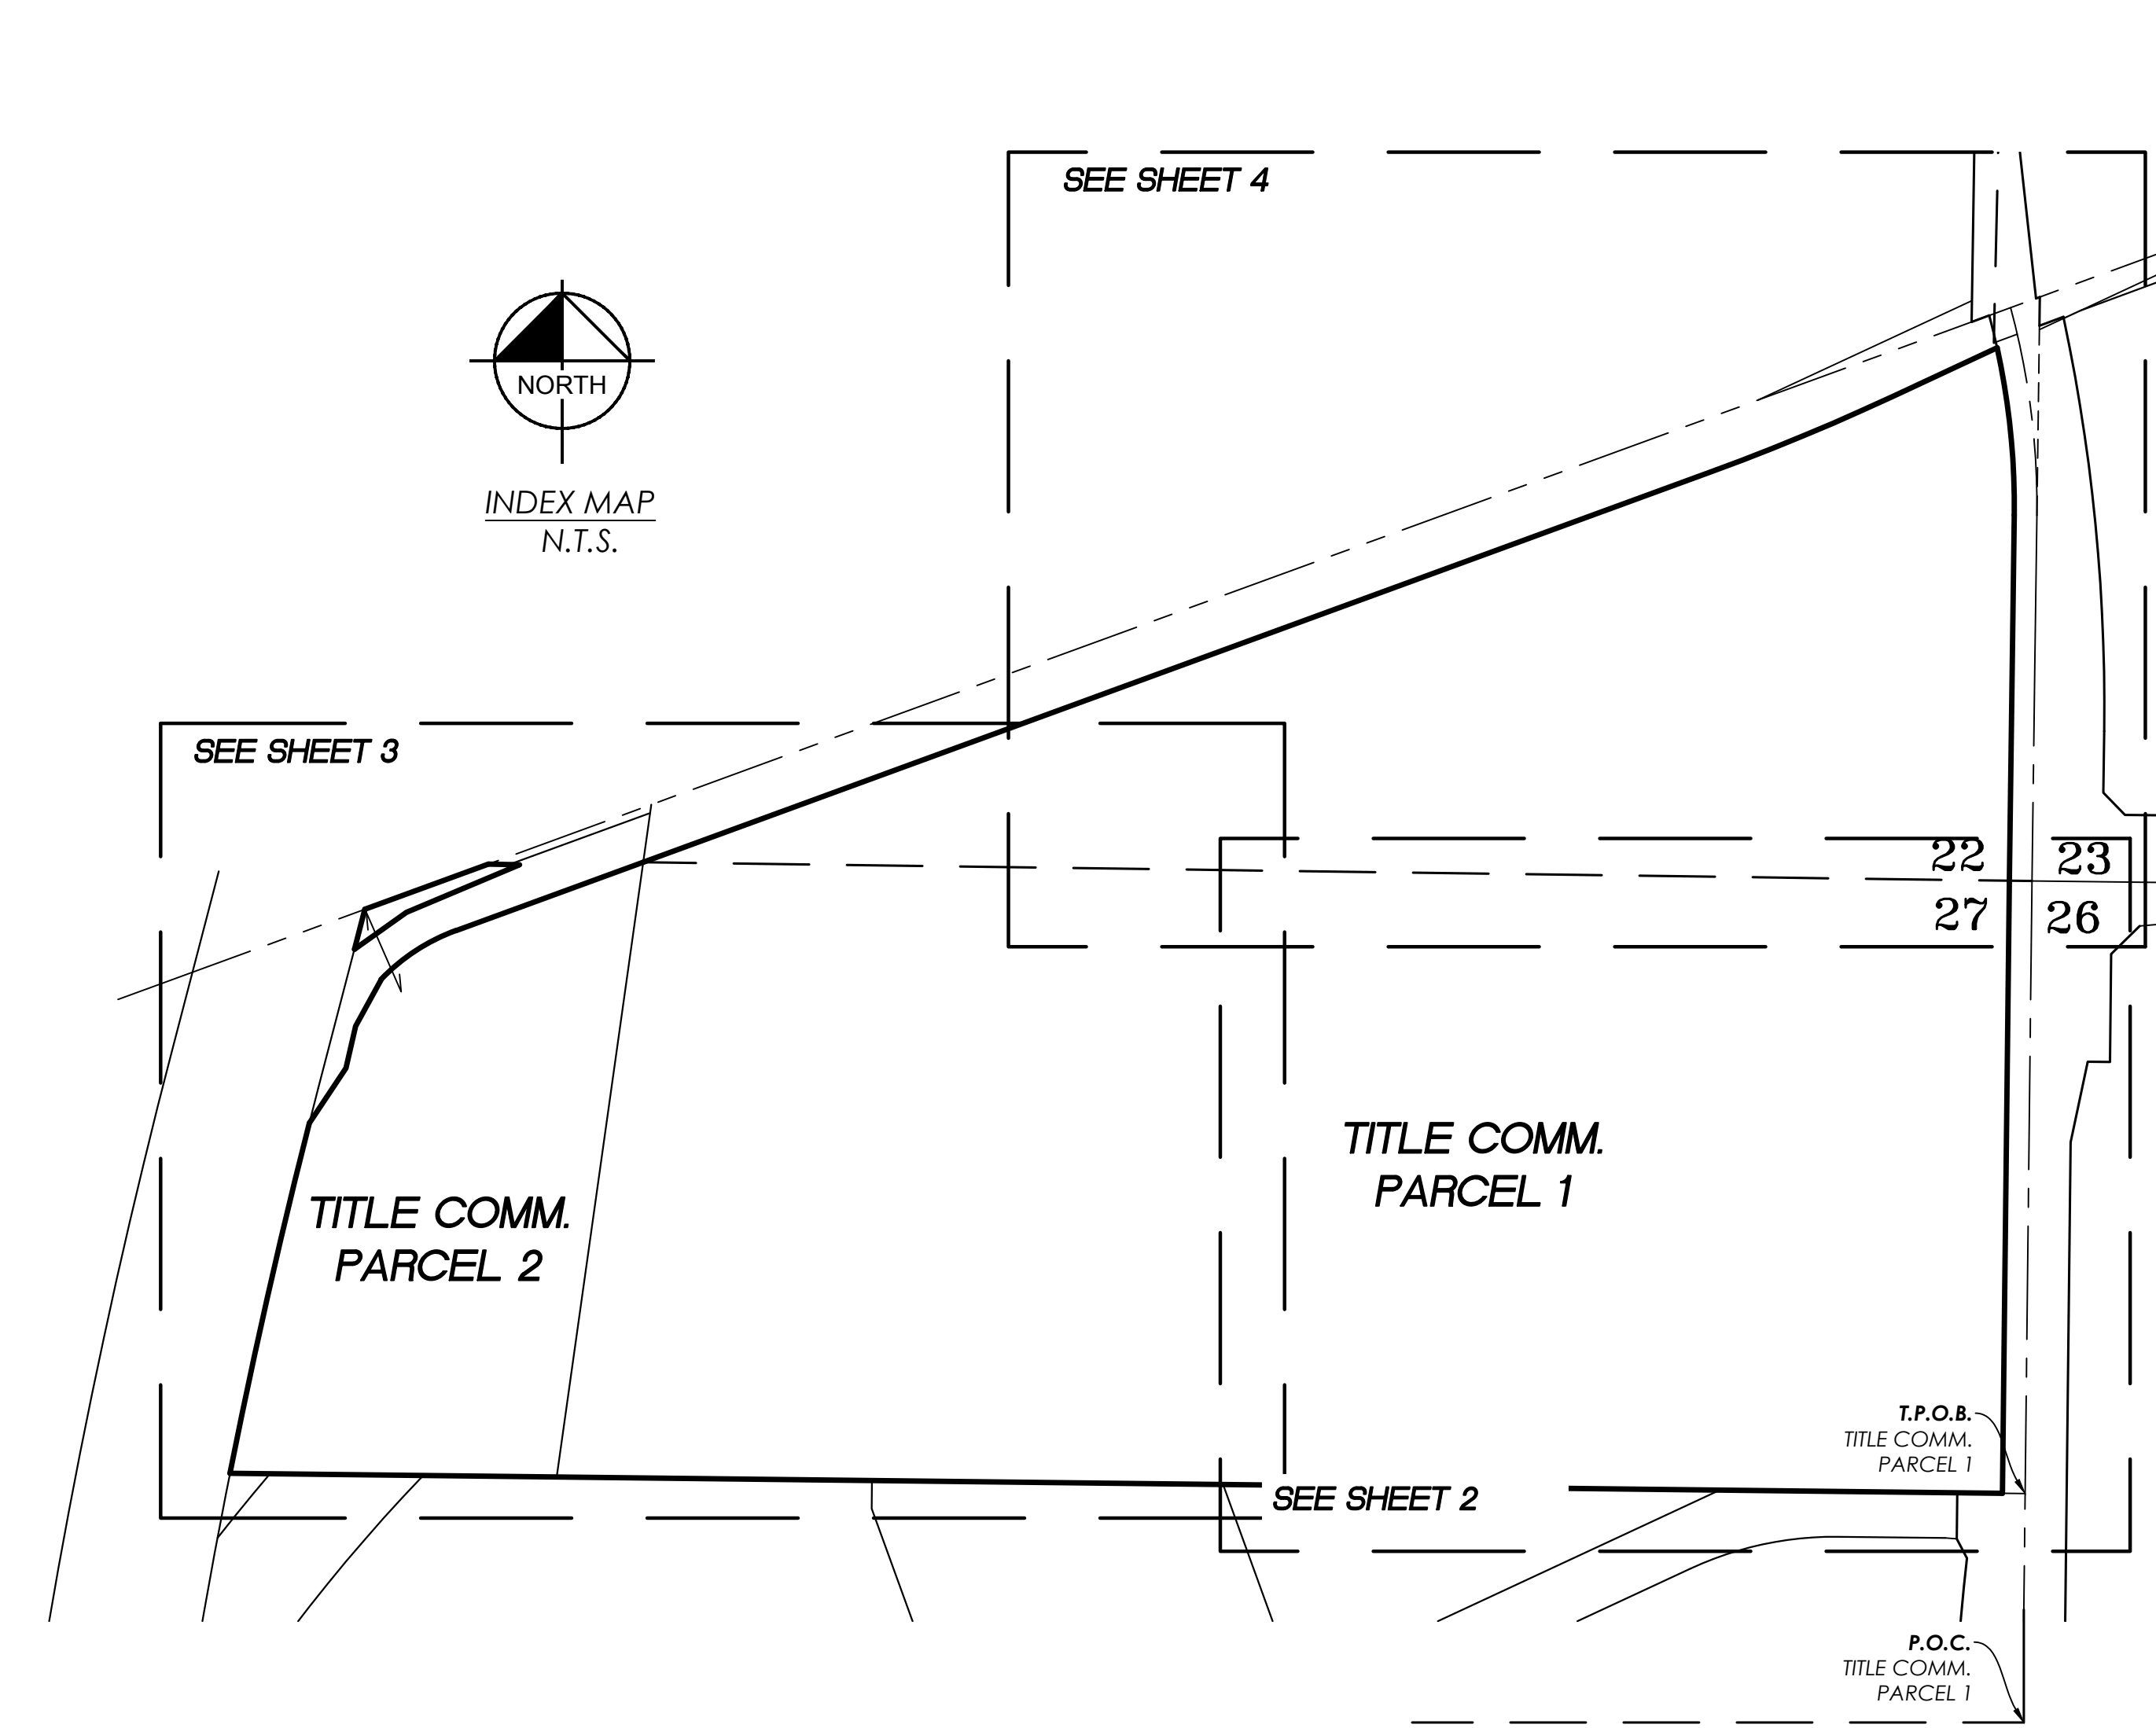 SEE SHEET 4
NORTH
INDEX MAP
N.T.S.
SEE SHEET 3
22
23
27
26
TITLE COMM.
PARCEL 1
TITLE COMM.
PARCEL 2
T.P.O.B.
TITLE COMM.
PARCEL 1
SEE SHEET 2
P.O.C.
TITLE COMM.
PARCEL 1